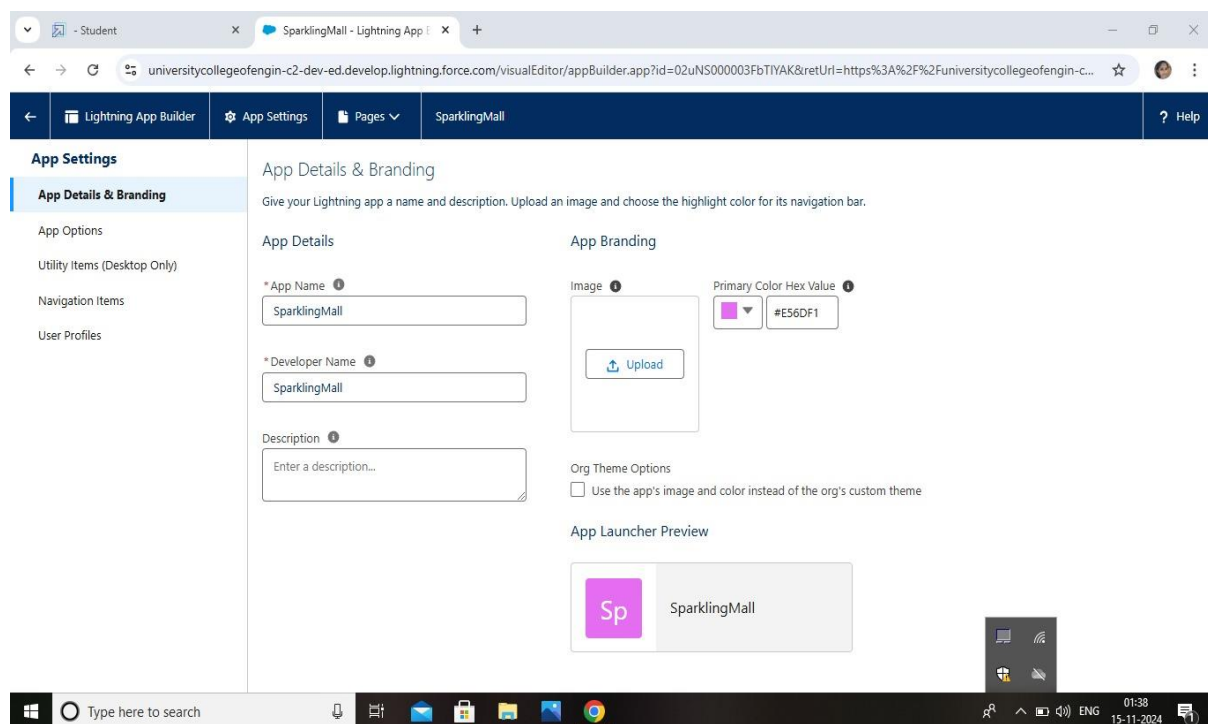 - Student
SparklingMall - Lightning App E
universitycollegeofengin-c2-dev-ed.develop.lightning.force.com/visualEditor/appBuilder.app?id=02uNS000003FbTlYAK&retUrl=https%3A%2F%2Funiversitycollegeofengin-c...
Lightning App Builder
App Settings
Pages
SparklingMall
? Help
App Settings
App Details & Branding
App Options
Utility Items (Desktop Only)
Navigation Items
User Profiles
App Details & Branding
Give your Lightning app a name and description. Upload an image and choose the highlight color for its navigation bar.
App Details
*App Name
SparklingMall
*Developer Name
SparklingMall
Description
Enter a description...
App Branding
Image
Upload
Primary Color Hex Value
#E56DF1
Org Theme Options
Use the app's image and color instead of the org's custom theme
App Launcher Preview
Sp
SparklingMall
Type here to search
ENG
01:38
15-11-2024
1